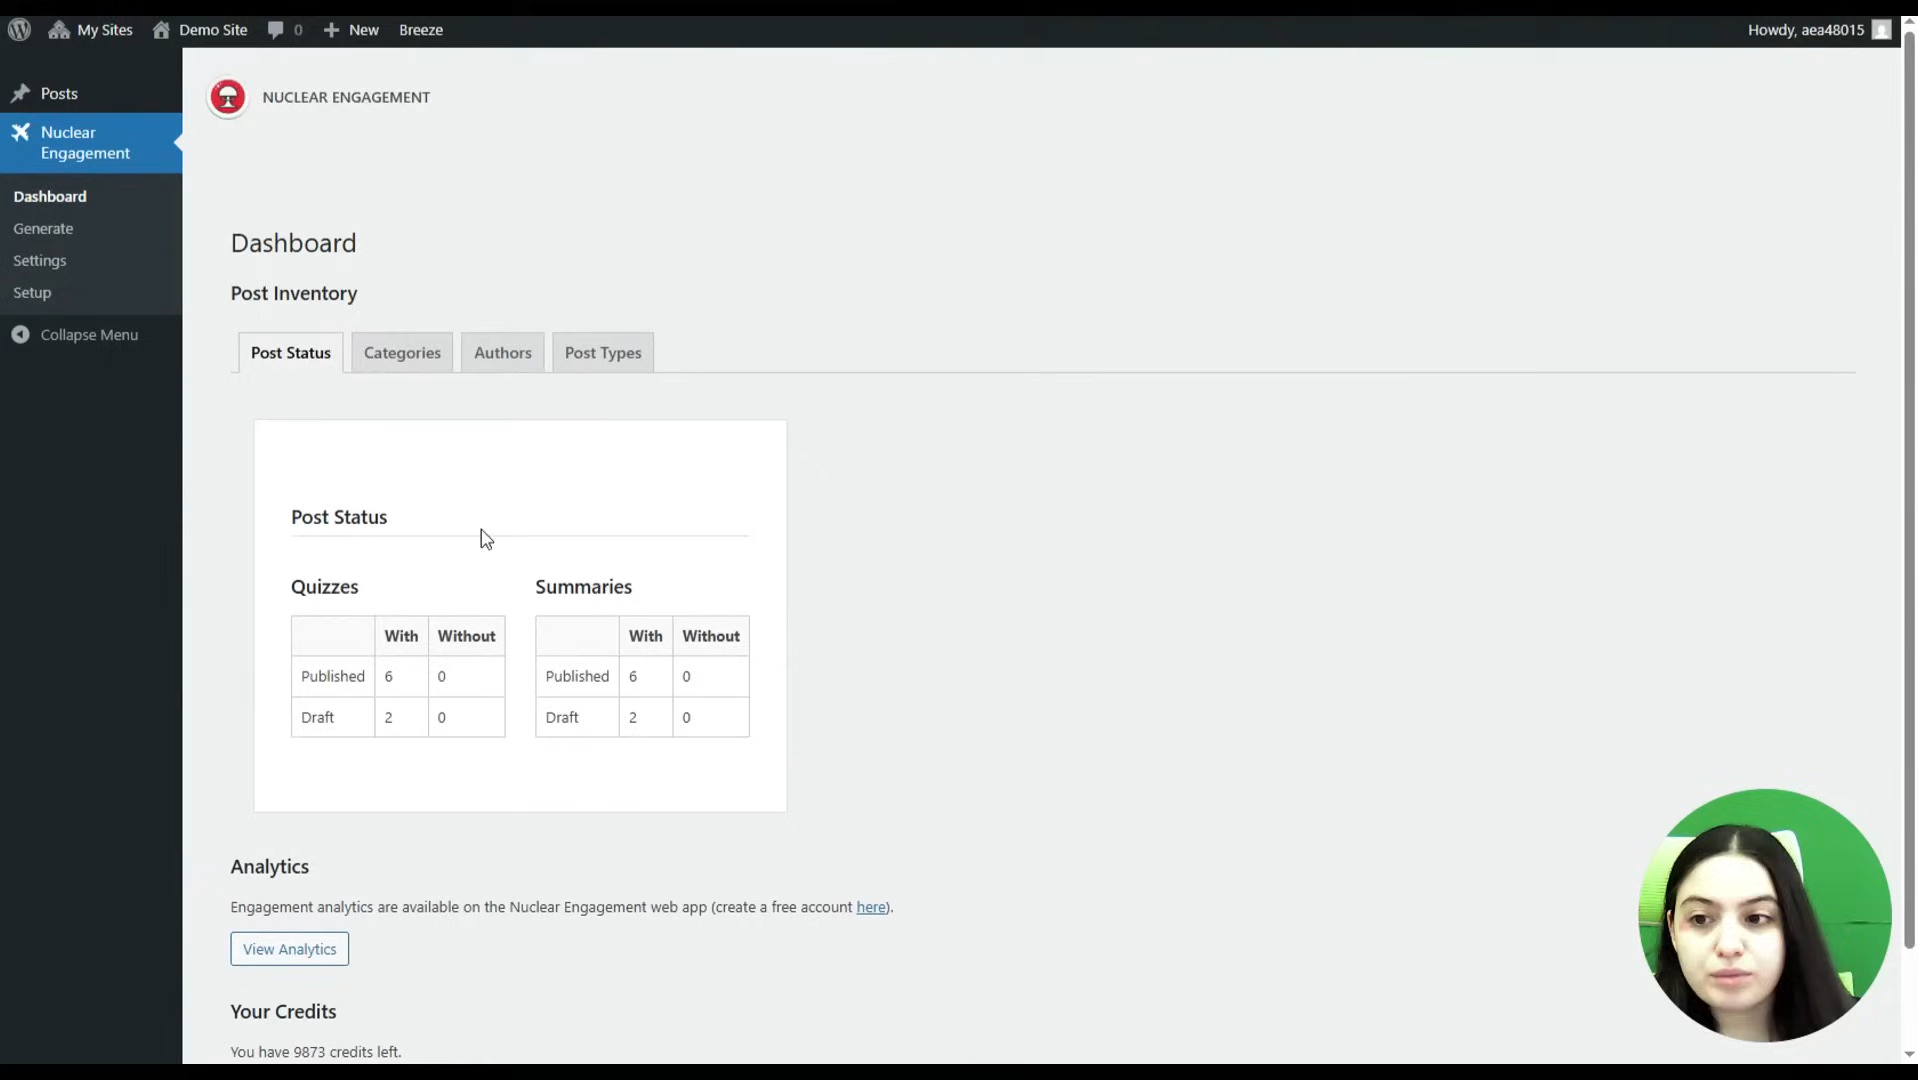 My Sites Demo Site 0 New Breeze Howdy, aea48015
Posts
Nuclear
Engagement
Dashboard
Generate
Settings
Setup
Collapse Menu
NUCLEAR ENGAGEMENT
Dashboard
Post Inventory
Post Status Categories Authors Post Types
Post Status
Quizzes
With Without
Published 6 0
Draft 2 0
Summaries
With Without
Published 6 0
Draft 2 0
Analytics
Engagement analytics are available on the Nuclear Engagement web app (create a free account here).
View Analytics
Your Credits
You have 9873 credits left.